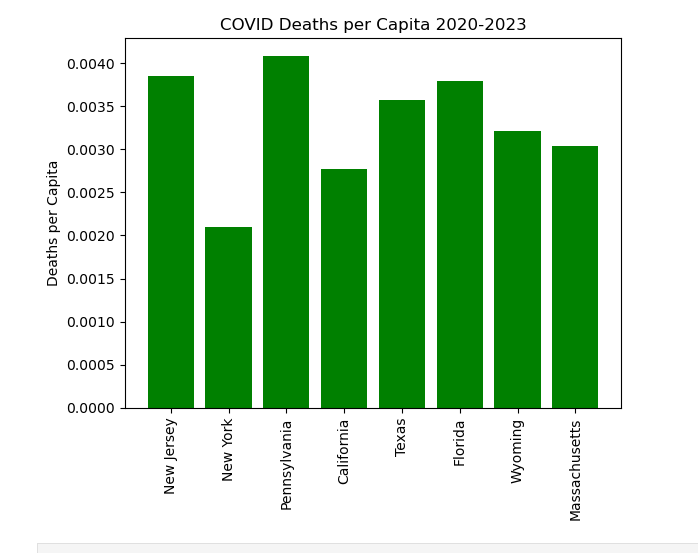 COVID Deaths per Capita 2020-2023
Deaths per Capita
0.0040
0.0035
0.0030
0.0025
0.0020
0.0015
0.0010
0.0005
0.0000
New Jersey
New York
Pennsylvania
California
Texas
Florida
Wyoming
Massachusetts